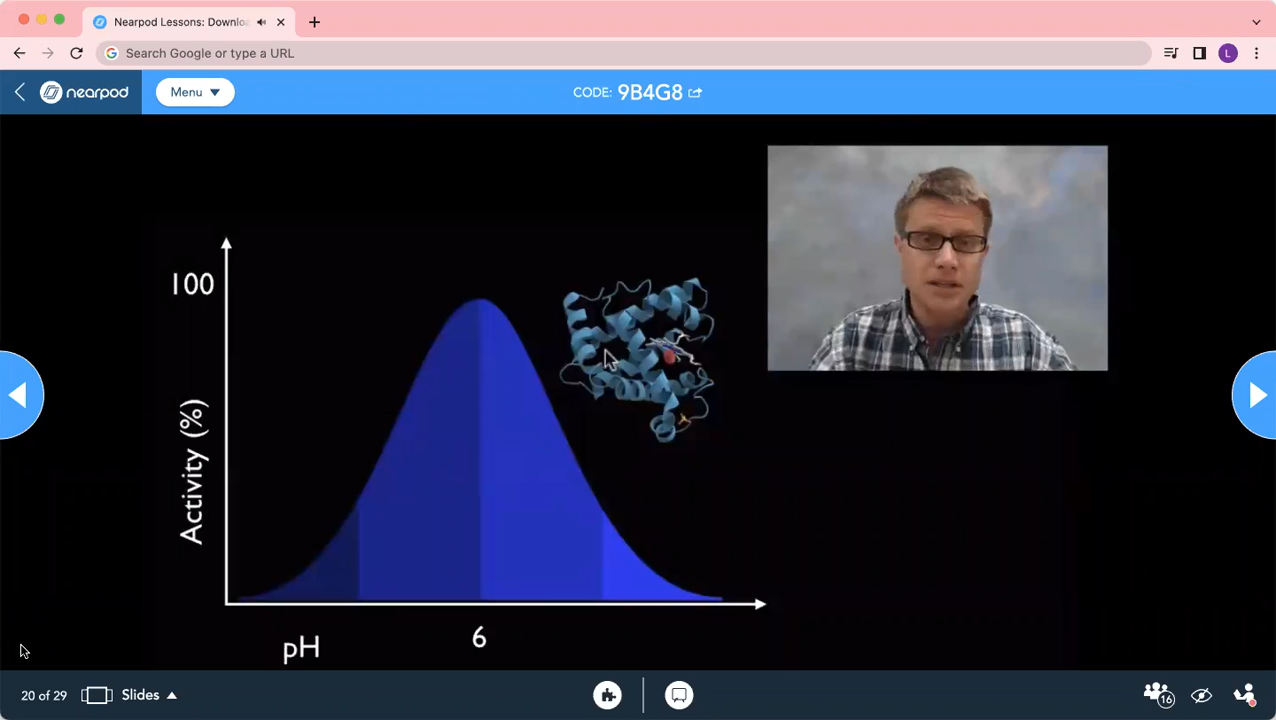 Nearpod Lessons: Downlo
Search Google or type a URL
L
nearpod
Menu
CODE: 9B4G8
100
Activity (%)
6
pH
20 of 29
Slides
16